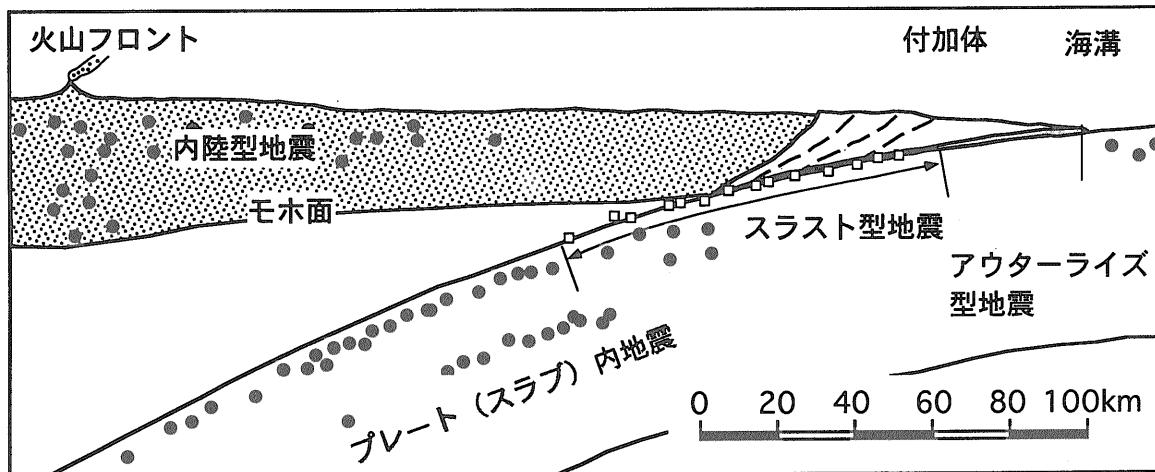 火山フロント
付加体
海溝
内陸型地震
モホ面
スラスト型地震
アウターライズ
型地震
プレート（スラブ）内地震
0 20 40 60 80 100km